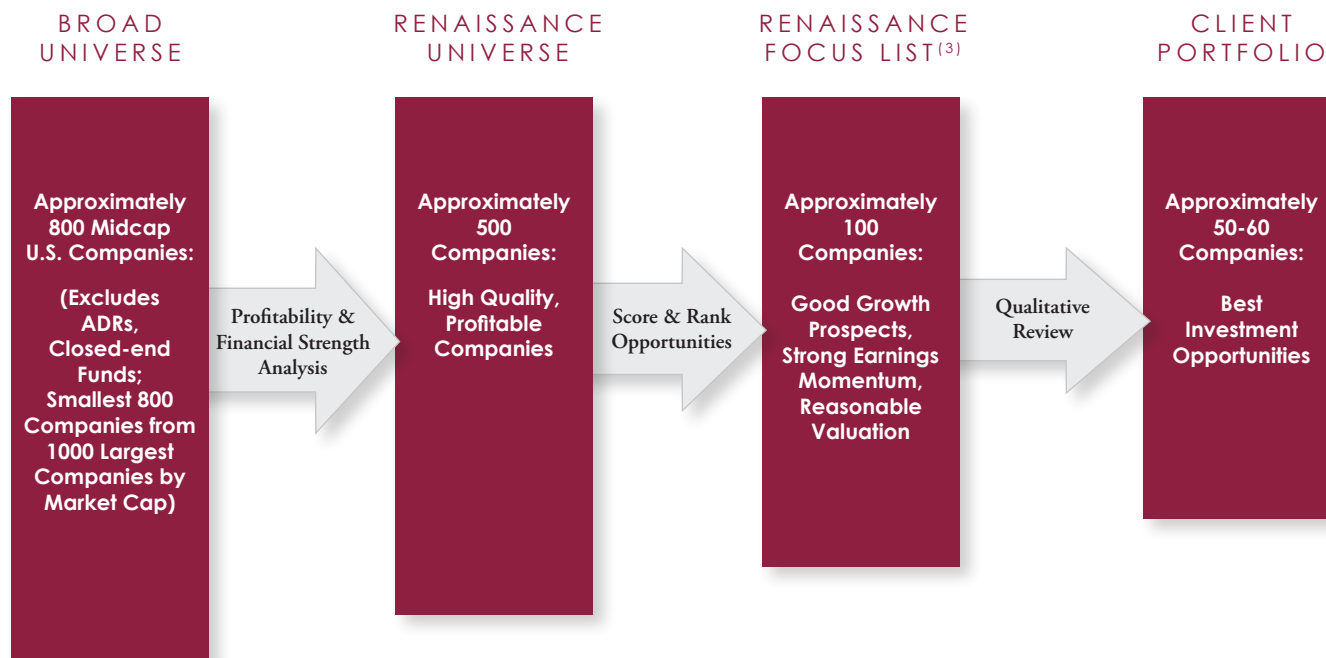 BROAD
UNIVERSE
Approximately
800 Midcap
U.S. Companies:
(Excludes
ADRs,
Closed-end
Funds;
Smallest 800
Companies from
1000 Largest
Companies by
Market Cap)
Profitability &
Financial Strength
Analysis
RENAISSANCE
UNIVERSE
Approximately
500
Companies:
High Quality,
Profitable
Companies
Score & Rank
Opportunities
RENAISSANCE
FOCUS LIST(3)
Approximately
100
Companies:
Good Growth
Prospects,
Strong Earnings
Momentum,
Reasonable
Valuation
Qualitative
Review
CLIENT
PORTFOLIO
Approximately
50-60
Companies:
Best
Investment
Opportunities